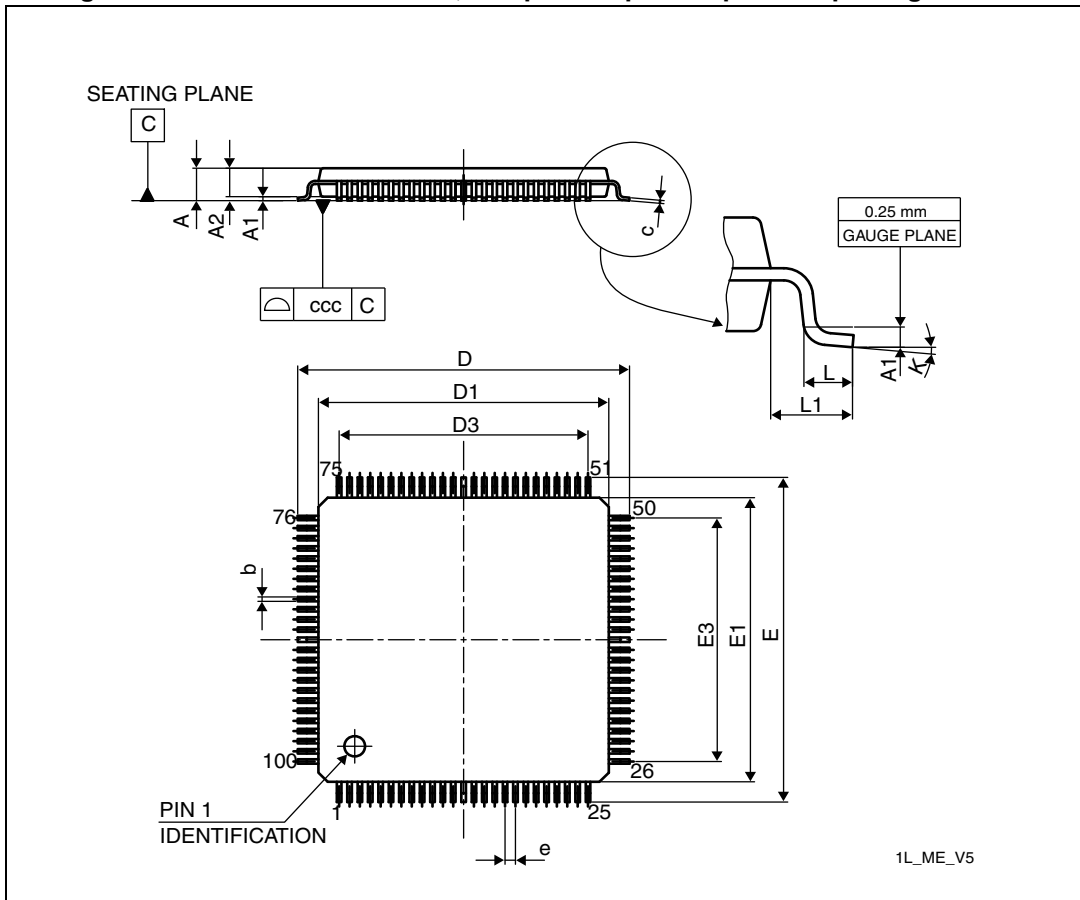 SEATING PLANE
C
A
A2
A1
c
ccc C
0.25 mm
GAUGE PLANE
A1
K
L
L1
D
D1
D3
75
51
76
50
b
E3
E1
E
100
26
PIN 1
IDENTIFICATION
1
25
e
1L_ME_V5